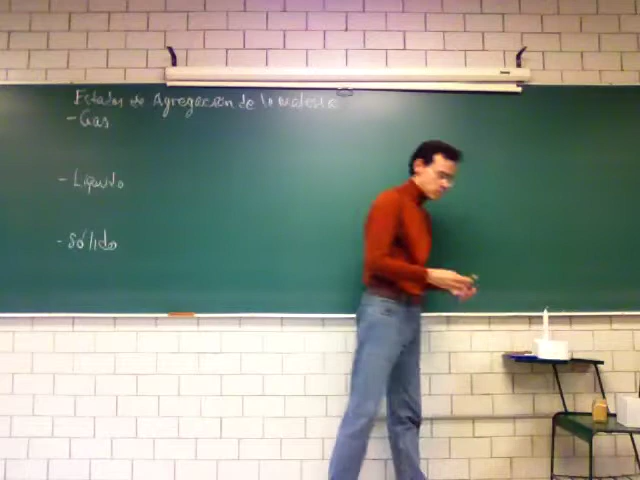 Estados de Agregación de la materia
- Gas
- Líquido
- Sólido